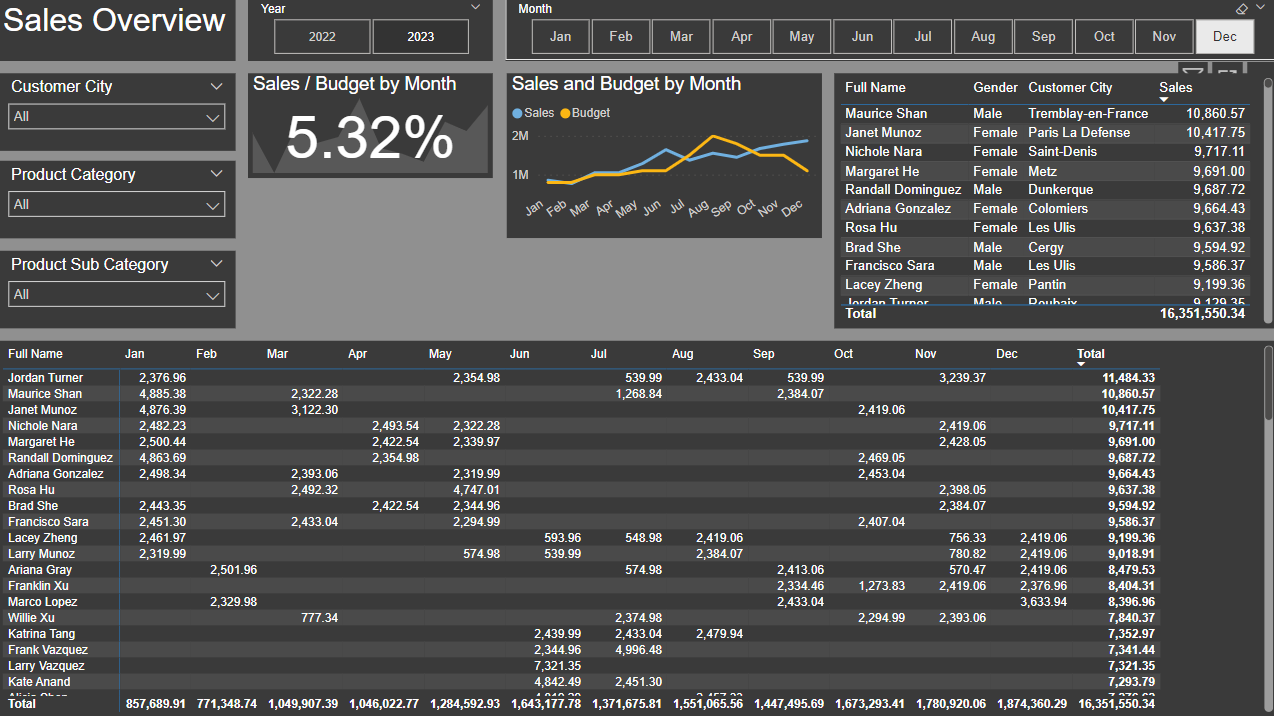 Sales Overview
Year
2022 2023
Month
Jan Feb Mar Apr May Jun Jul Aug Sep Oct Nov Dec
Customer City
All
Product Category
All
Product Sub Category
All
Sales / Budget by Month
5.32%
Sales and Budget by Month
Sales Budget
2M
1M
Jan Feb Mar Apr May Jun Jul Aug Sep Oct Nov Dec
Full Name Gender Customer City Sales
Maurice Shan Male Tremblay-en-France 10,860.57
Janet Munoz Female Paris La Defense 10,417.75
Nichole Nara Female Saint-Denis 9,717.11
Margaret He Female Metz 9,691.00
Randall Dominguez Male Dunkerque 9,687.72
Adriana Gonzalez Female Colomiers 9,664.43
Rosa Hu Female Les Ulis 9,637.38
Brad She Male Cergy 9,594.92
Francisco Sara Male Les Ulis 9,586.37
Lacey Zheng Female Pantin 9,199.36
Jordan Turner Male Roubaix 9,129.35
Total 16,351,550.34
Full Name Jan Feb Mar Apr May Jun Jul Aug Sep Oct Nov Dec Total
Jordan Turner 2,376.96 2,354.98 539.99 2,433.04 539.99 3,239.37 11,484.33
Maurice Shan 4,885.38 2,322.28 1,268.84 2,384.07 10,860.57
Janet Munoz 4,876.39 3,122.30 2,419.06 10,417.75
Nichole Nara 2,482.23 2,493.54 2,322.28 2,419.06 9,717.11
Margaret He 2,500.44 2,422.54 2,339.97 2,428.05 9,691.00
Randall Dominguez 4,863.69 2,354.98 2,469.05 9,687.72
Adriana Gonzalez 2,498.34 2,393.06 2,319.99 2,453.04 9,664.43
Rosa Hu 2,492.32 4,747.01 2,398.05 9,637.38
Brad She 2,443.35 2,422.54 2,344.96 2,384.07 9,594.92
Francisco Sara 2,451.30 2,433.04 2,294.99 2,407.04 9,586.37
Lacey Zheng 2,461.97 593.96 548.98 2,419.06 756.33 2,419.06 9,199.36
Larry Munoz 2,319.99 574.98 539.99 2,384.07 780.82 2,419.06 9,018.91
Ariana Gray 2,501.96 574.98 2,413.06 570.47 2,419.06 8,479.53
Franklin Xu 2,334.46 1,273.83 2,419.06 2,376.96 8,404.31
Marco Lopez 2,329.98 2,433.04 3,633.94 8,396.96
Willie Xu 777.34 2,374.98 2,294.99 2,393.06 7,840.37
Katrina Tang 2,439.99 2,433.04 2,479.94 7,352.97
Frank Vazquez 2,344.96 4,996.48 7,341.44
Larry Vazquez 7,321.35 7,321.35
Kate Anand 4,842.49 2,451.30 7,293.79
Total 857,689.91 771,348.74 1,049,907.39 1,046,022.77 1,284,592.93 1,643,177.78 1,371,675.81 1,551,065.56 1,447,495.69 1,673,293.41 1,780,920.06 1,874,360.29 16,351,550.34